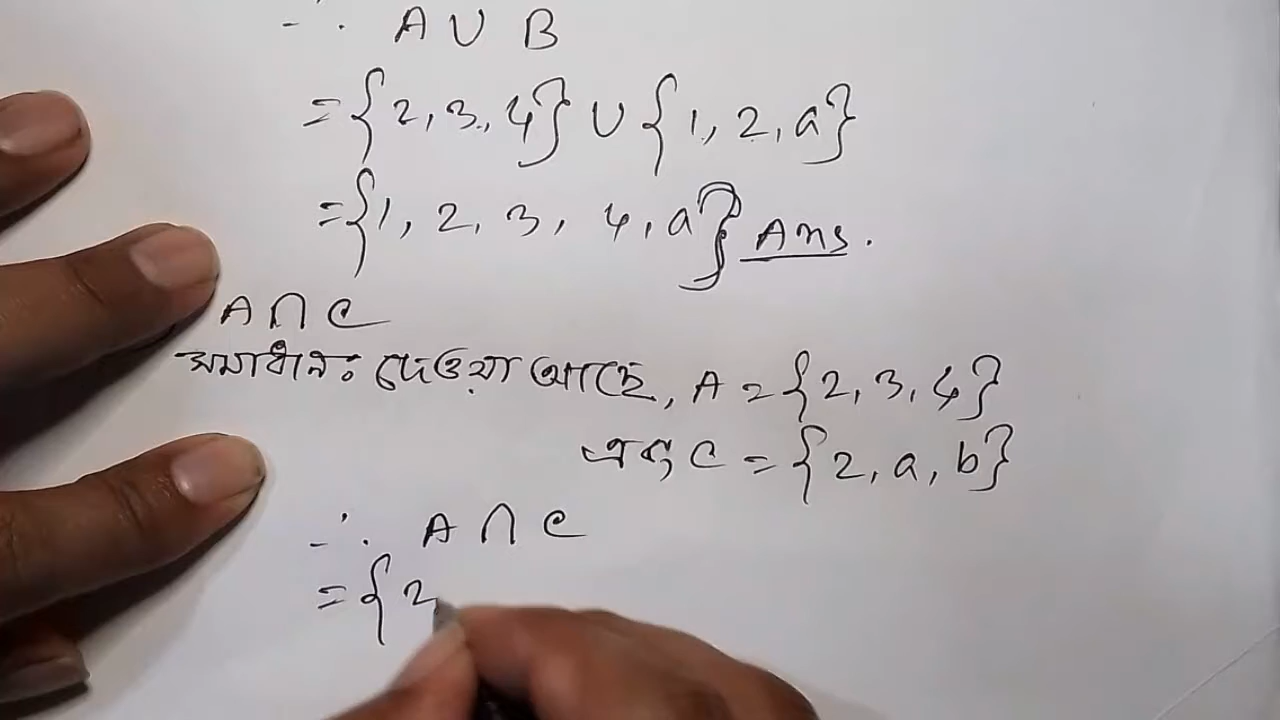 ∴ A∪B
={2,3,4}∪{1,2,a}
={1,2,3,4,a} Ans.
A∩C
সমাধান: দেওয়া আছে, A={2,3,4}
এবং C={2,a,b}
∴ A∩C
={2